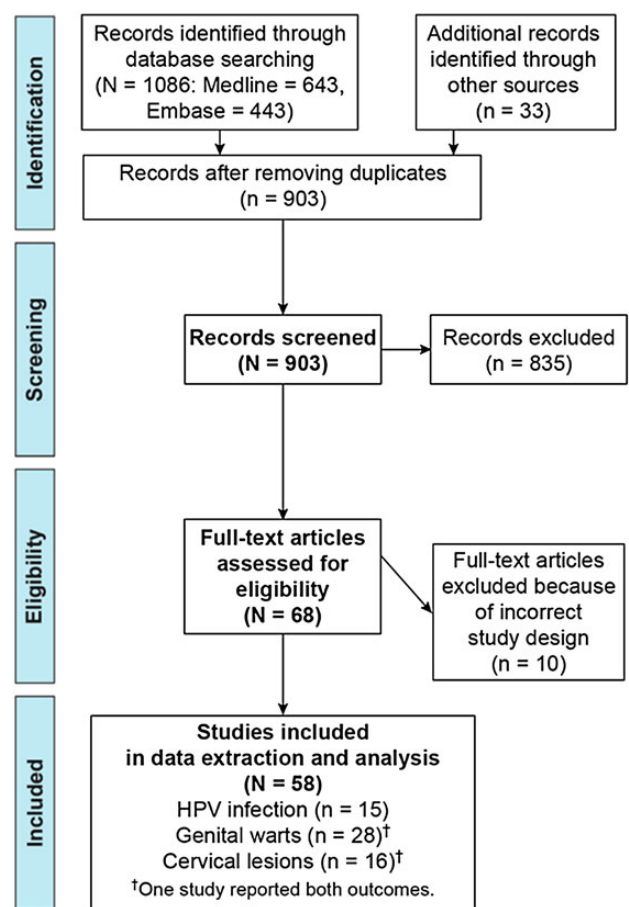 Identification
Records identified through
database searching
(N = 1086: Medline = 643,
Embase = 443)
Additional records
identified through
other sources
(n = 33)
Records after removing duplicates
(n = 903)
Screening
Records screened
(N = 903)
Records excluded
(n = 835)
Eligibility
Full-text articles
assessed for
eligibility
(N = 68)
Full-text articles
excluded because
of incorrect
study design
(n = 10)
Included
Studies included
in data extraction and analysis
(N = 58)
HPV infection (n = 15)
Genital warts (n = 28)†
Cervical lesions (n = 16)†
†One study reported both outcomes.